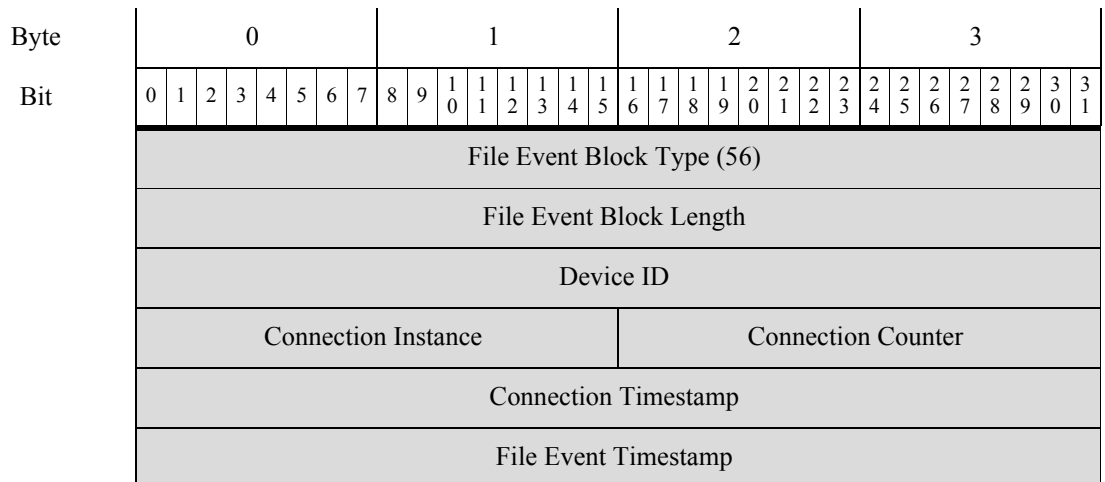 Byte 0 1 2 3
Bit 0 1 2 3 4 5 6 7 8 9 10 11 12 13 14 15 16 17 18 19 20 21 22 23 24 25 26 27 28 29 30 31
File Event Block Type (56)
File Event Block Length
Device ID
Connection Instance Connection Counter
Connection Timestamp
File Event Timestamp